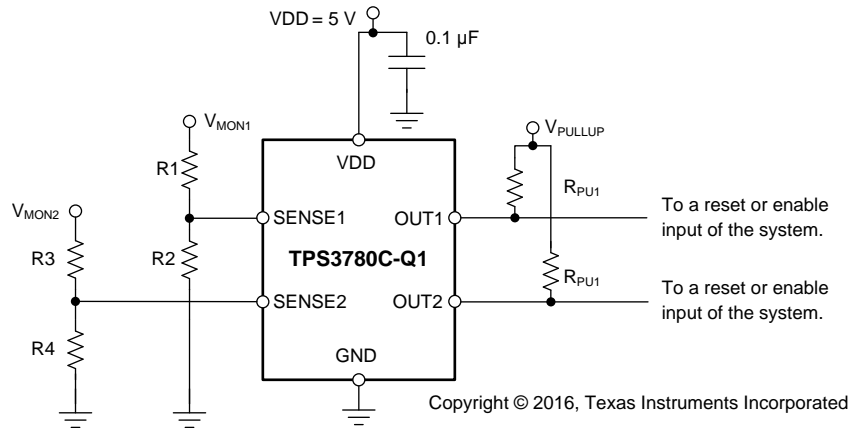 VDD = 5 V
0.1 µF
VMON1
VPULLUP
VDD
R1
RPU1
VMON2
SENSE1
OUT1
To a reset or enable
input of the system.
R3
R2
TPS3780C-Q1
RPU1
SENSE2
OUT2
To a reset or enable
input of the system.
R4
GND
Copyright © 2016, Texas Instruments Incorporated